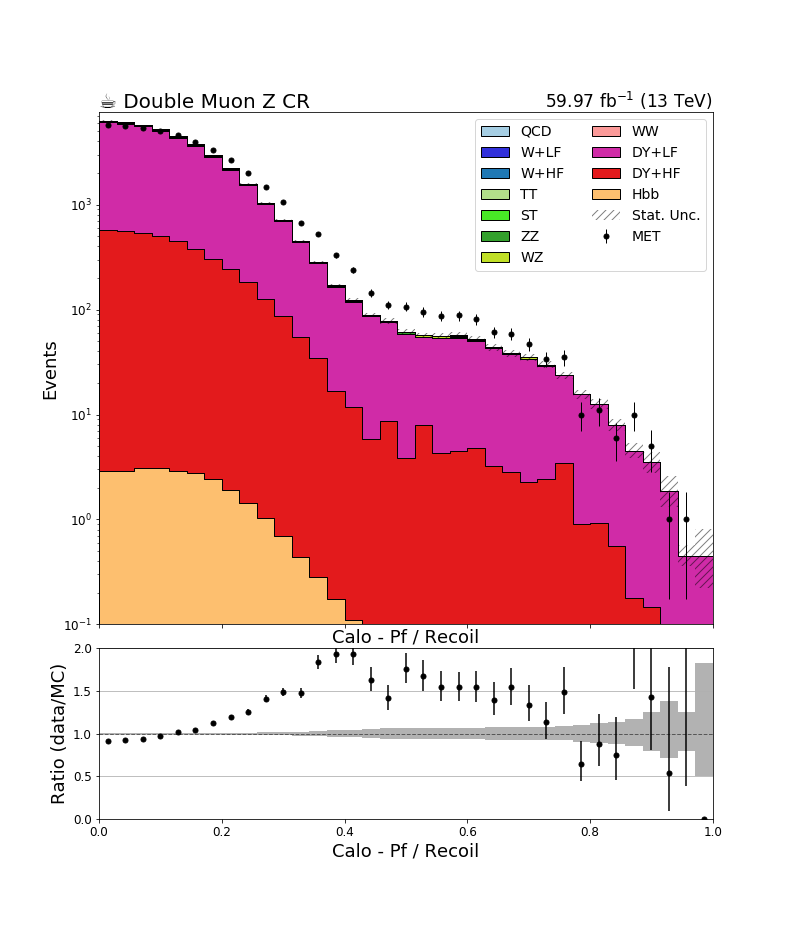 ☕ Double Muon Z CR
59.97 fb⁻¹ (13 TeV)
QCD
W+LF
W+HF
TT
ST
ZZ
WZ
WW
DY+LF
DY+HF
Hbb
Stat. Unc.
MET
Events
10³
10²
10¹
10⁰
10⁻¹
Calo - Pf / Recoil
Ratio (data/MC)
2.0
1.5
1.0
0.5
0.0
0.0 0.2 0.4 0.6 0.8 1.0
Calo - Pf / Recoil